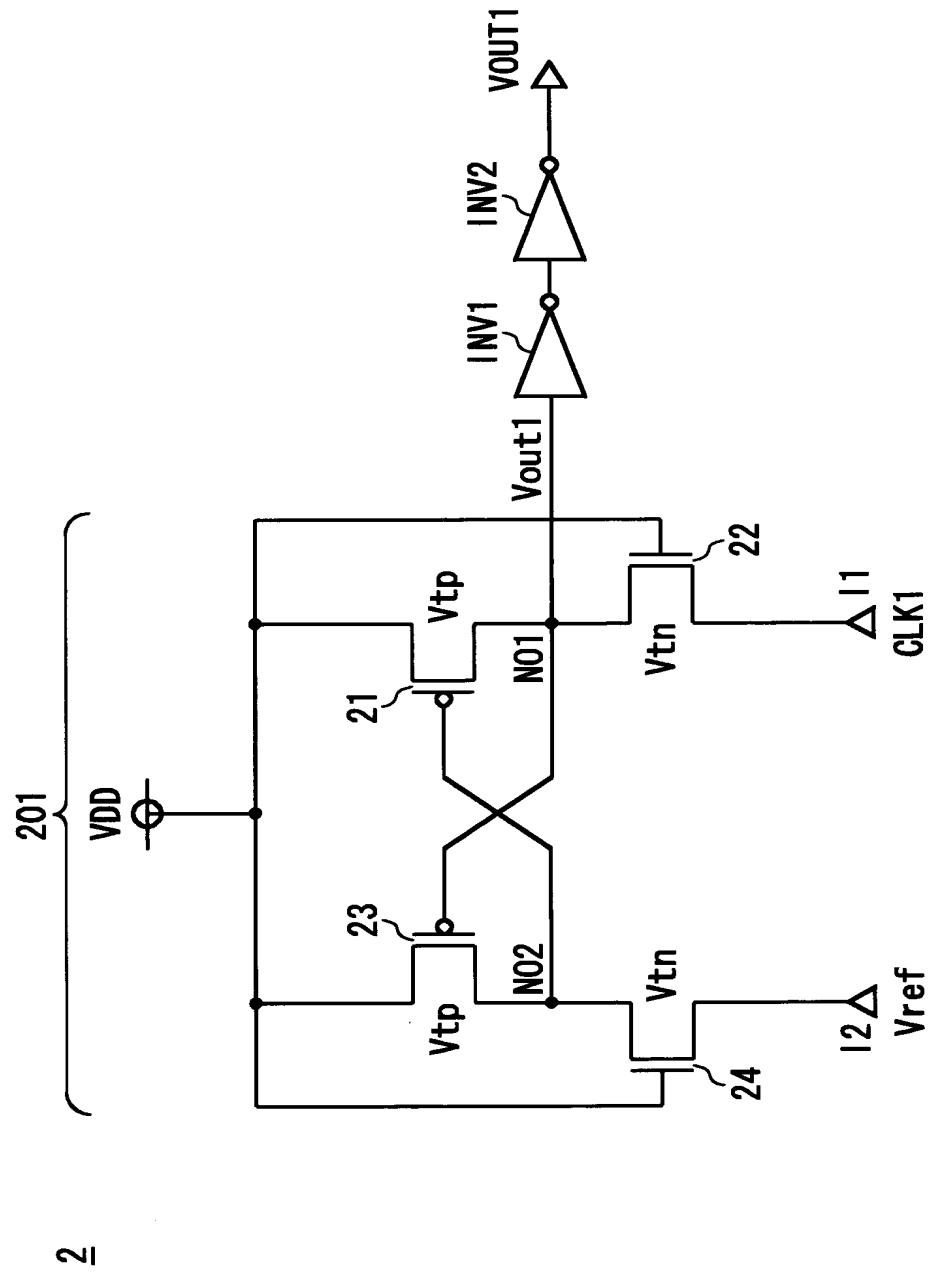 2
201
VDD
23
21
Vtp
Vtp
NO2
NO1
Vout1
INV1
INV2
VOUT1
Vtn
Vtn
24
22
I2
Vref
I1
CLK1